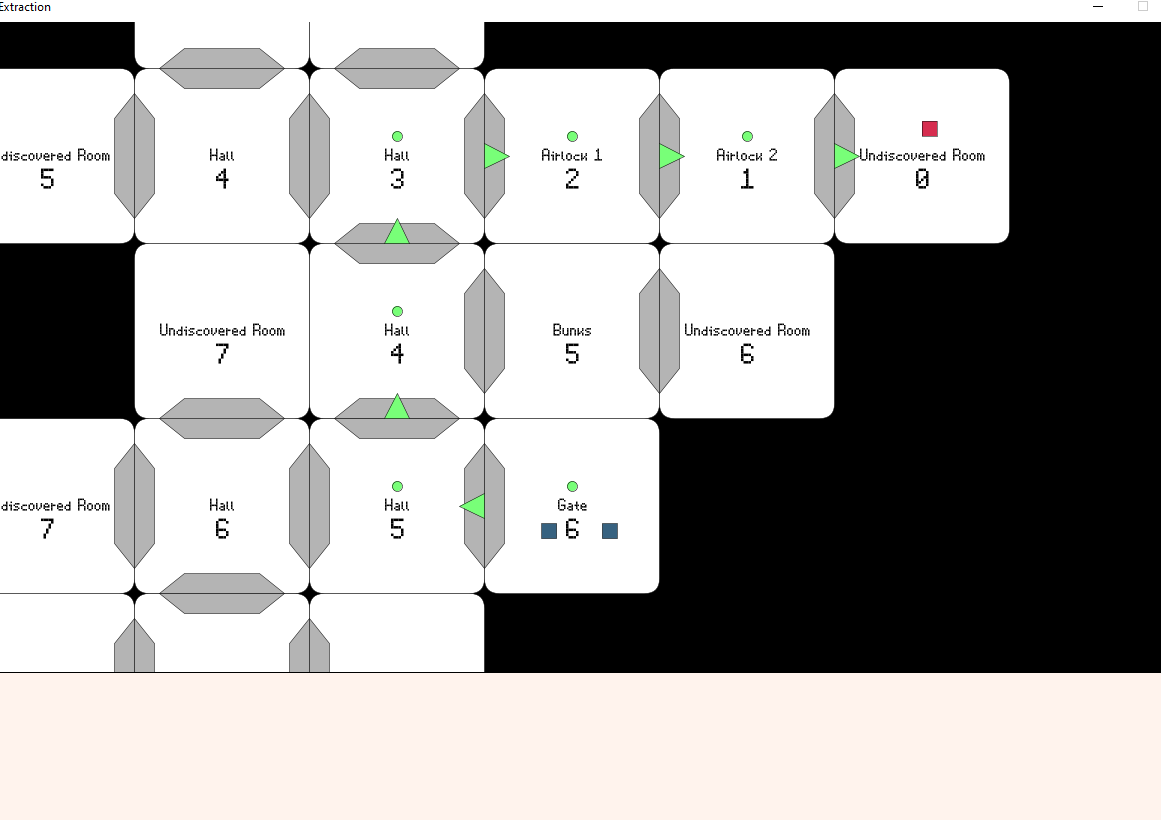 Extraction
discovered Room
5
Hall
4
Hall
3
Airlock 1
2
Airlock 2
1
Undiscovered Room
0
Undiscovered Room
7
Hall
4
Bunks
5
Undiscovered Room
6
discovered Room
7
Hall
6
Hall
5
Gate
6